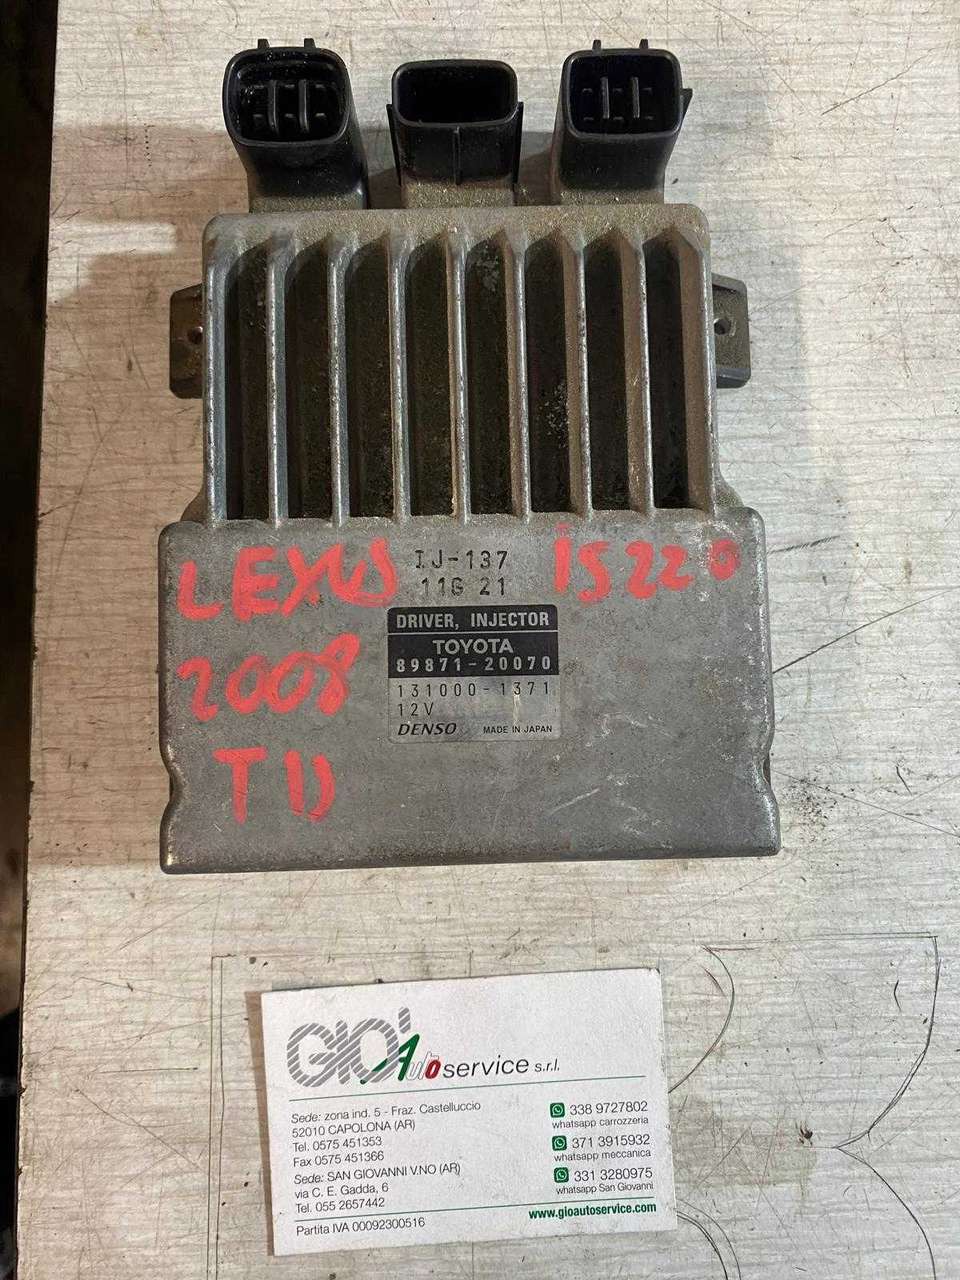 LEXUS
iS220
2008
TD
IJ-137
11G 21
DRIVER, INJECTOR
TOYOTA
89871-20070
131000-1371
12V
DENSO MADE IN JAPAN
GIOI Autoservice s.r.l.
Sede: zona ind. 5 - Fraz. Castelluccio
52010 CAPOLONA (AR)
Tel. 0575 451353
Fax 0575 451366
Sede: SAN GIOVANNI V.NO (AR)
via C. E. Gadda, 6
Tel. 055 2657442
Partita IVA 00092300516
338 9727802
whatsapp carrozzeria
371 3915932
whatsapp meccanica
331 3280975
whatsapp San Giovanni
www.gioautoservice.com